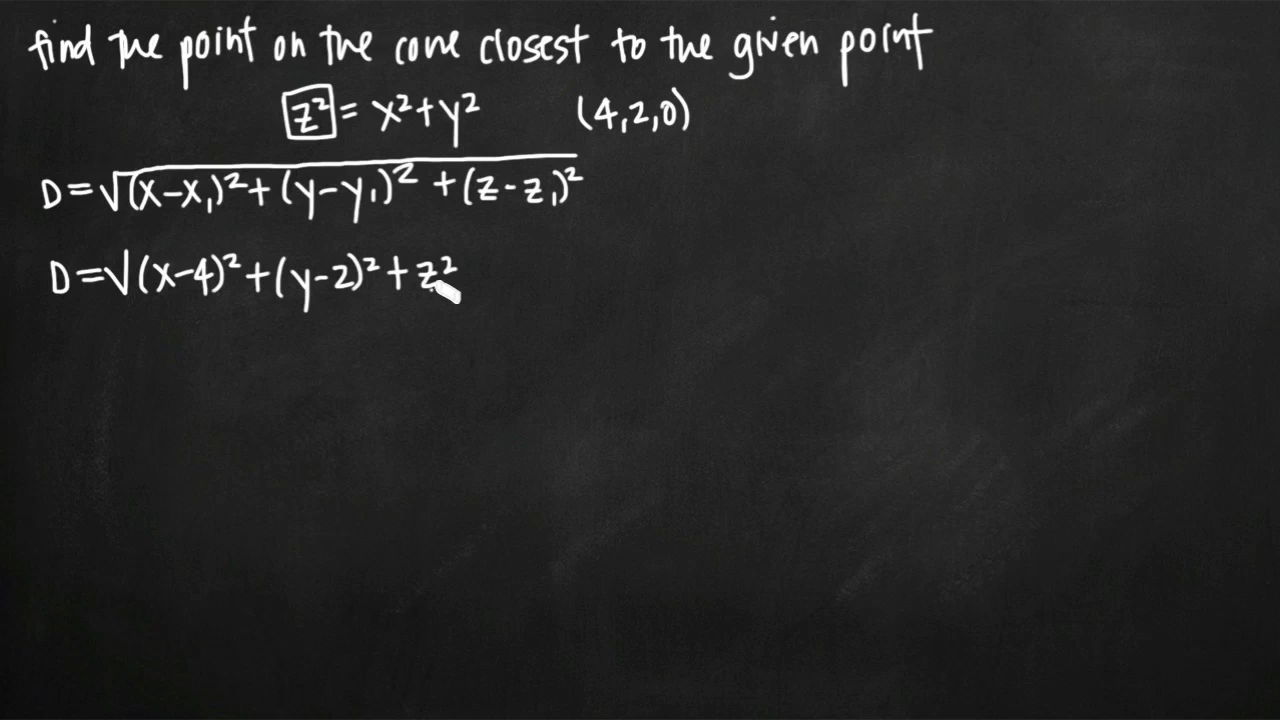 find the point on the cone closest to the given point
z² = x² + y² (4, 2, 0)
D = √(x - x₁)² + (y - y₁)² + (z - z₁)²
D = √(x - 4)² + (y - 2)² + z²